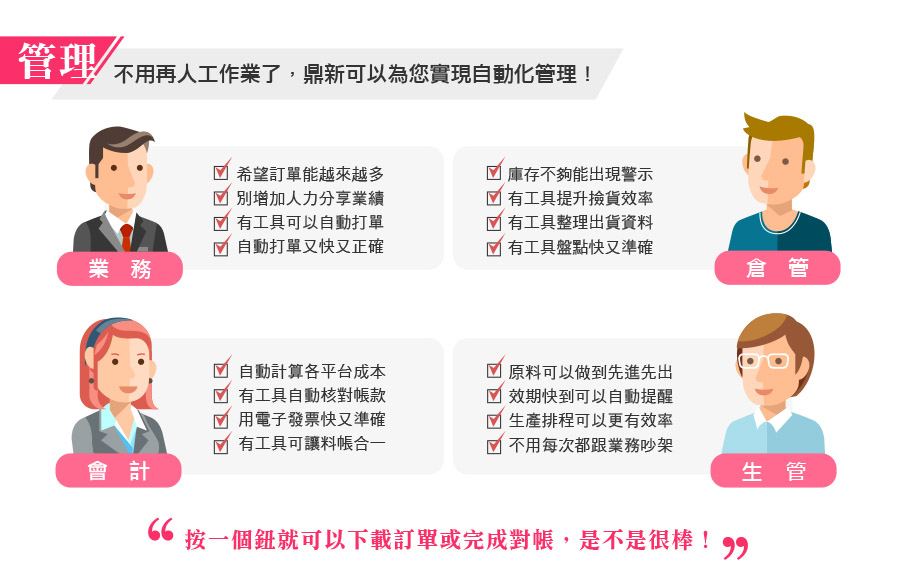 管理
不用再人工作業了，鼎新可以為您實現自動化管理！
希望訂單能越來越多
別增加人力分享業績
有工具可以自動打單
自動打單又快又正確
業 務
庫存不夠能出現警示
有工具提升撿貨效率
有工具整理出貨資料
有工具盤點快又準確
倉 管
自動計算各平台成本
有工具自動核對帳款
用電子發票快又準確
有工具可讓料帳合一
會 計
原料可以做到先進先出
效期快到可以自動提醒
生產排程可以更有效率
不用每次都跟業務吵架
生 管
“按一個鈕就可以下載訂單或完成對帳，是不是很棒！”